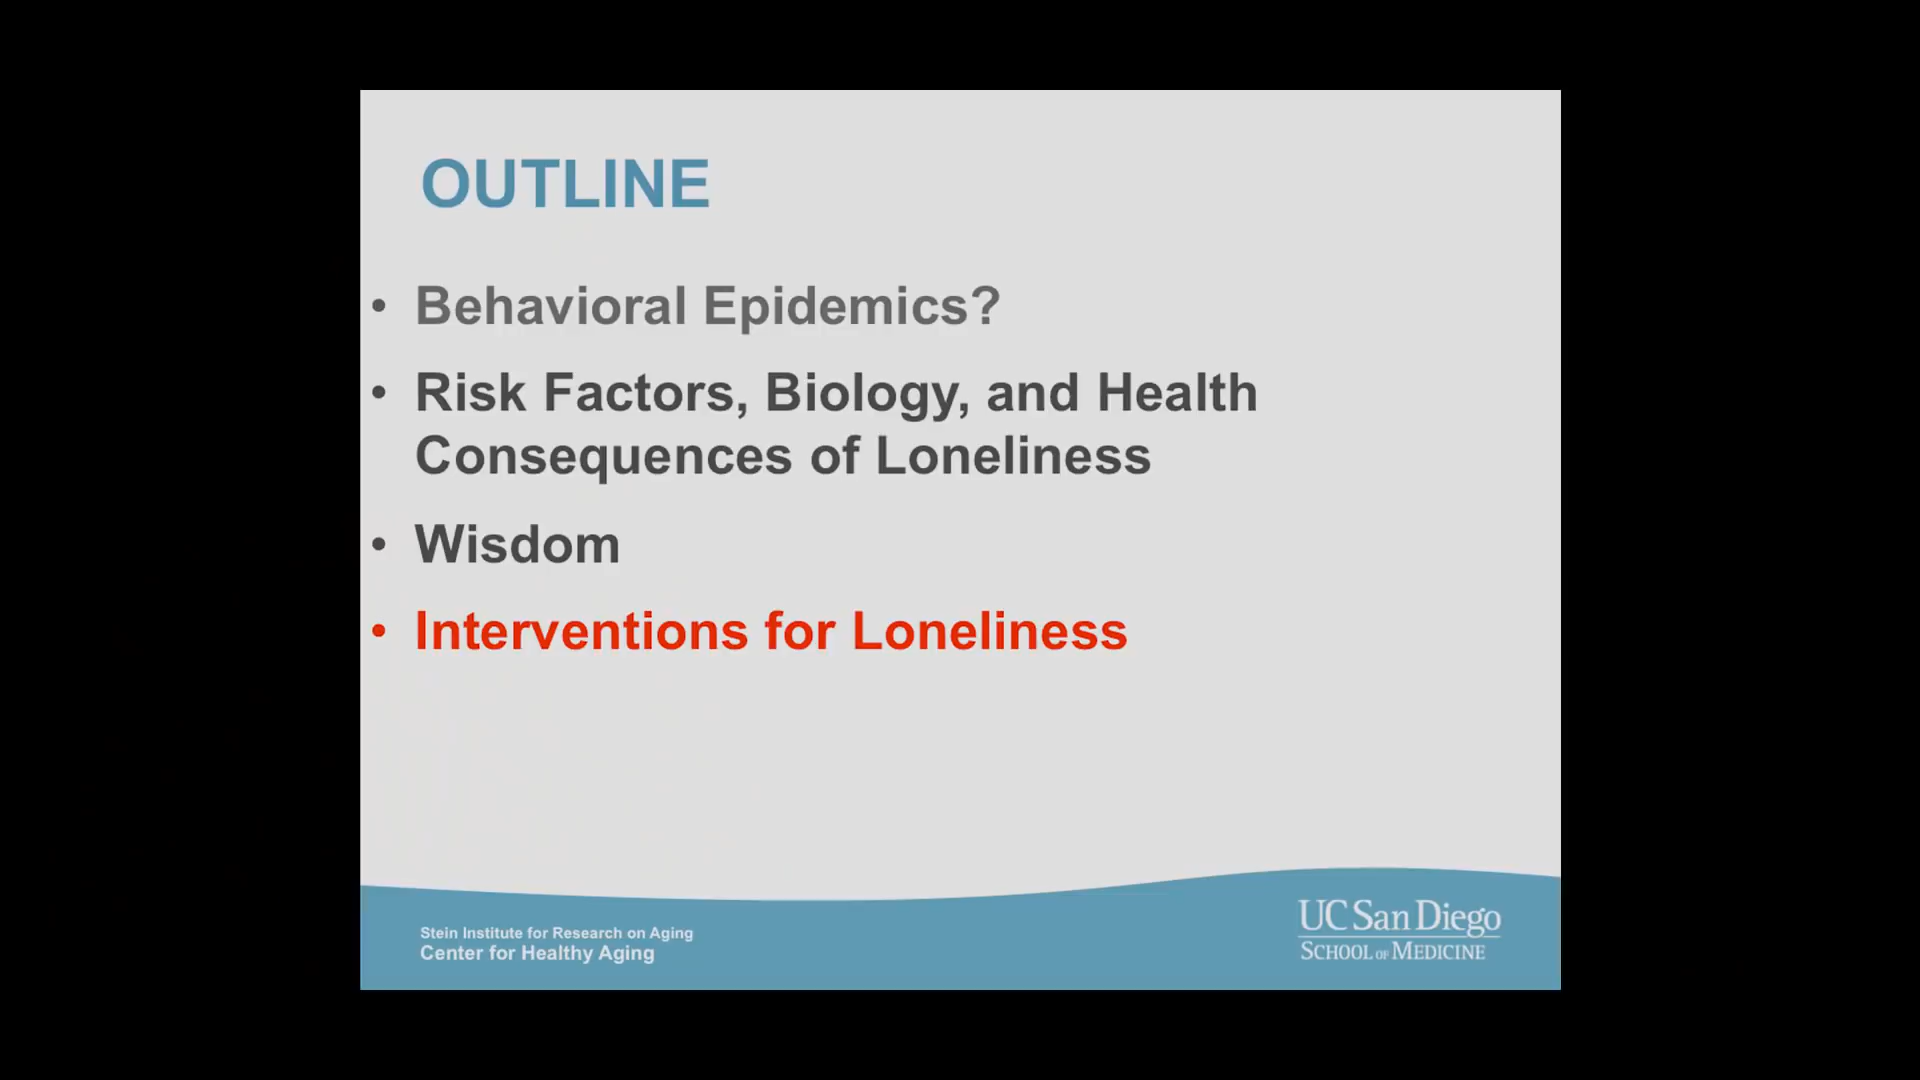 OUTLINE
• Behavioral Epidemics?
• Risk Factors, Biology, and Health
Consequences of Loneliness
• Wisdom
• Interventions for Loneliness
Stein Institute for Research on Aging
Center for Healthy Aging
UC San Diego
SCHOOL OF MEDICINE